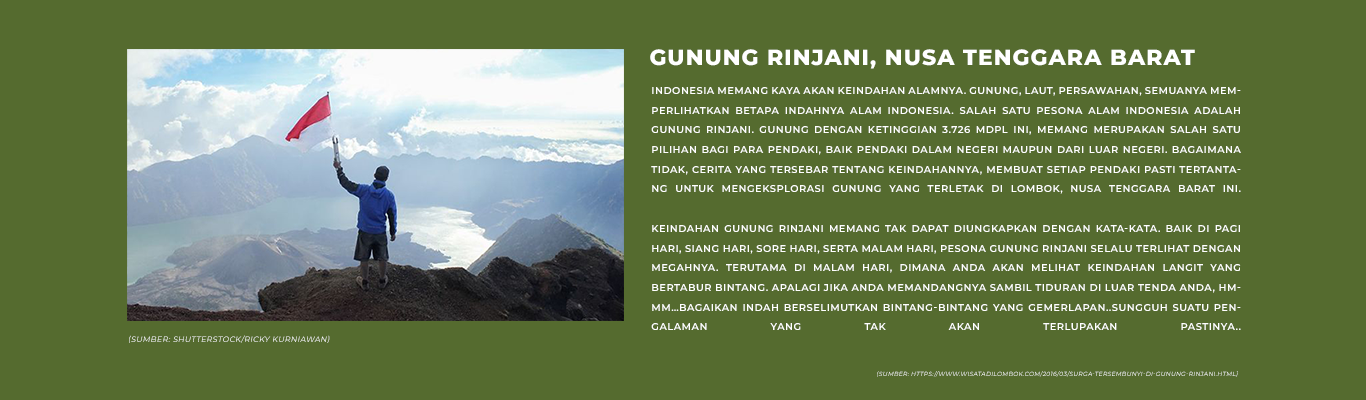 GUNUNG RINJANI, NUSA TENGGARA BARAT
INDONESIA MEMANG KAYA AKAN KEINDAHAN ALAMNYA. GUNUNG, LAUT, PERSAWAHAN, SEMUANYA MEM-
PERLIHATKAN BETAPA INDAHNYA ALAM INDONESIA. SALAH SATU PESONA ALAM INDONESIA ADALAH
GUNUNG RINJANI. GUNUNG DENGAN KETINGGIAN 3.726 MDPL INI, MEMANG MERUPAKAN SALAH SATU
PILIHAN BAGI PARA PENDAKI, BAIK PENDAKI DALAM NEGERI MAUPUN DARI LUAR NEGERI. BAGAIMANA
TIDAK, CERITA YANG TERSEBAR TENTANG KEINDAHANNYA, MEMBUAT SETIAP PENDAKI PASTI TERTANTA-
NG UNTUK MENGEKSPLORASI GUNUNG YANG TERLETAK DI LOMBOK, NUSA TENGGARA BARAT INI.
KEINDAHAN GUNUNG RINJANI MEMANG TAK DAPAT DIUNGKAPKAN DENGAN KATA-KATA. BAIK DI PAGI
HARI, SIANG HARI, SORE HARI, SERTA MALAM HARI, PESONA GUNUNG RINJANI SELALU TERLIHAT DENGAN
MEGAHNYA. TERUTAMA DI MALAM HARI, DIMANA ANDA AKAN MELIHAT KEINDAHAN LANGIT YANG
BERTABUR BINTANG. APALAGI JIKA ANDA MEMANDANGNYA SAMBIL TIDURAN DI LUAR TENDA ANDA, HM-
MM...BAGAIKAN INDAH BERSELIMUTKAN BINTANG-BINTANG YANG GEMERLAPAN..SUNGGUH SUATU PEN-
GALAMAN YANG TAK AKAN TERLUPAKAN PASTINYA..
(SUMBER: SHUTTERSTOCK/RICKY KURNIAWAN)
(SUMBER: HTTPS://WWW.WISATADILOMBOK.COM/2016/03/SURGA-TERSEMBUNYI-DI-GUNUNG-RINJANI.HTML)